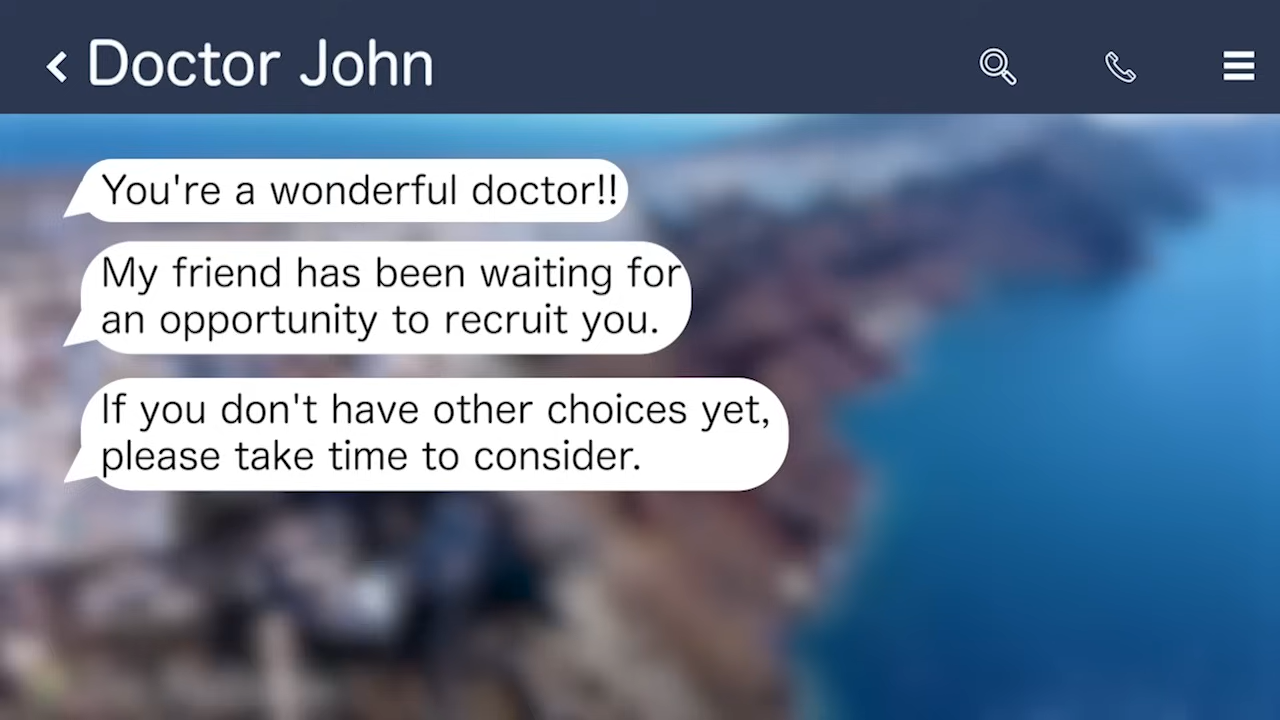 Doctor John
You're a wonderful doctor!!
My friend has been waiting for
an opportunity to recruit you.
If you don't have other choices yet,
please take time to consider.